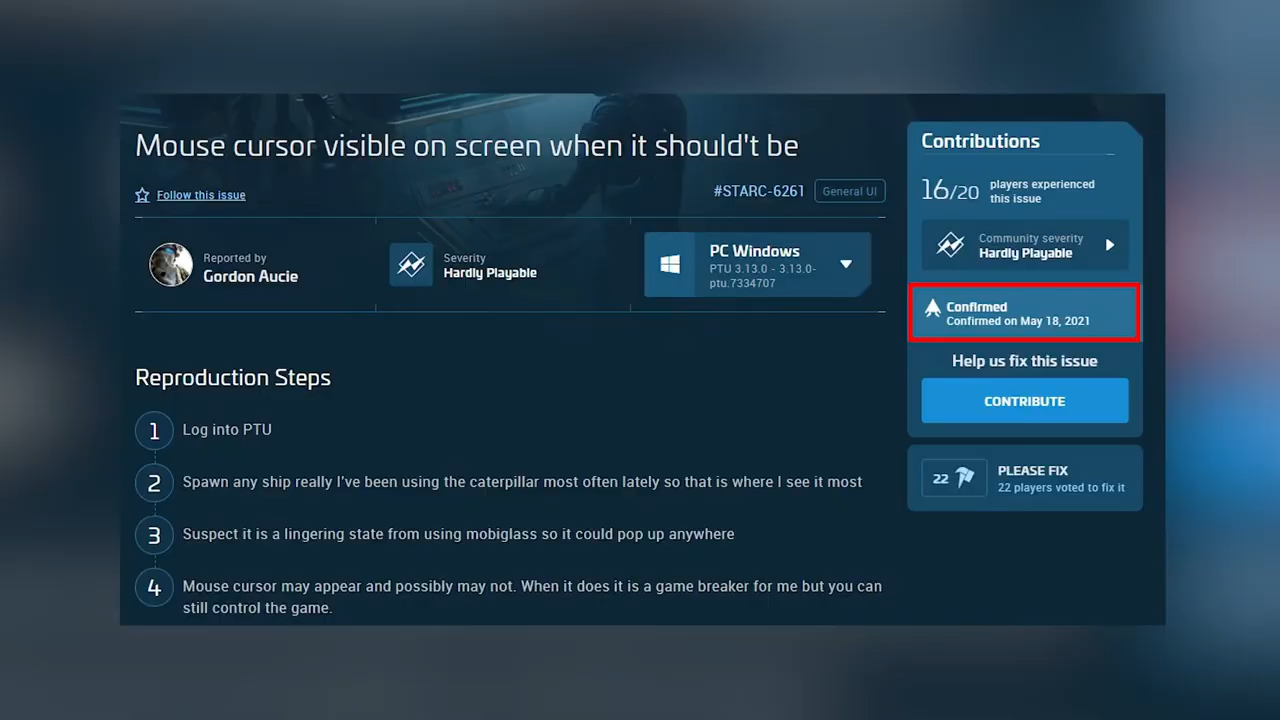 Mouse cursor visible on screen when it should't be
Follow this issue
#STARC-6261
General UI
Reported by
Gordon Aucie
Severity
Hardly Playable
PC Windows
PTU 3.13.0 - 3.13.0-
ptu.7334707
Reproduction Steps
1 Log into PTU
2 Spawn any ship really I've been using the caterpillar most often lately so that is where I see it most
3 Suspect it is a lingering state from using mobiglass so it could pop up anywhere
4 Mouse cursor may appear and possibly may not. When it does it is a game breaker for me but you can
still control the game.
Contributions
16/20 players experienced
this issue
Community severity
Hardly Playable
Confirmed
Confirmed on May 18, 2021
Help us fix this issue
CONTRIBUTE
22 PLEASE FIX
22 players voted to fix it